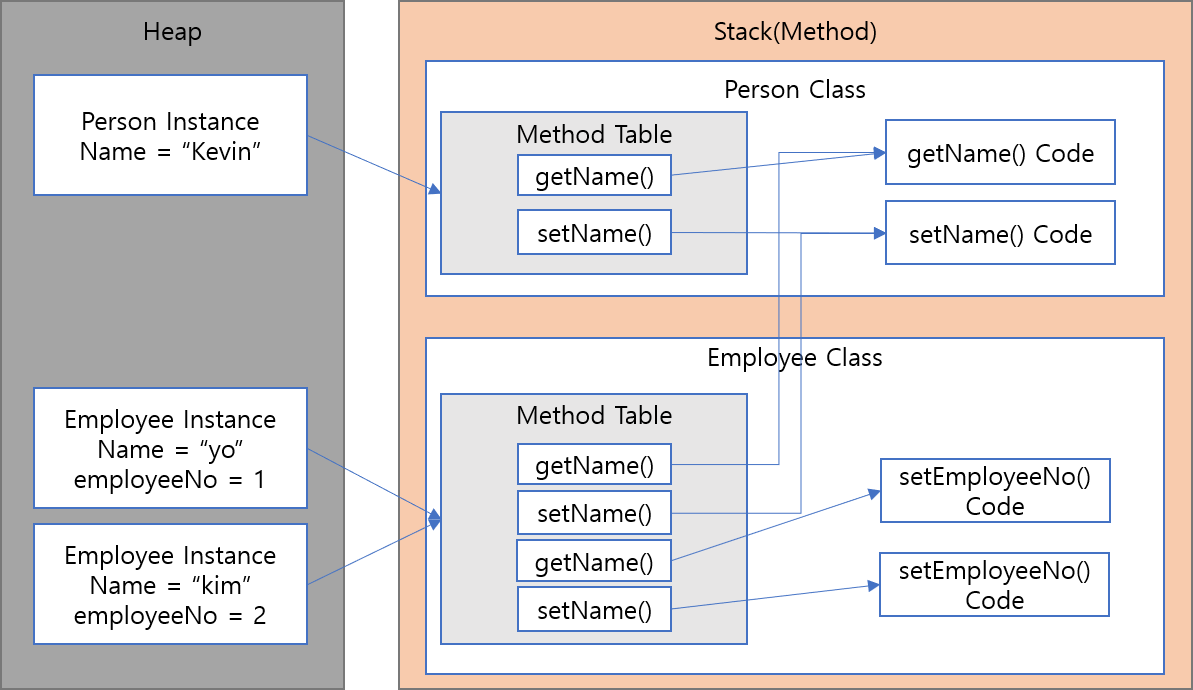 Heap
Person Instance
Name = “Kevin”
Employee Instance
Name = “yo”
employeeNo = 1
Employee Instance
Name = “kim”
employeeNo = 2
Stack(Method)
Person Class
Method Table
getName()
setName()
getName() Code
setName() Code
Employee Class
Method Table
getName()
setName()
getName()
setName()
setEmployeeNo()
Code
setEmployeeNo()
Code